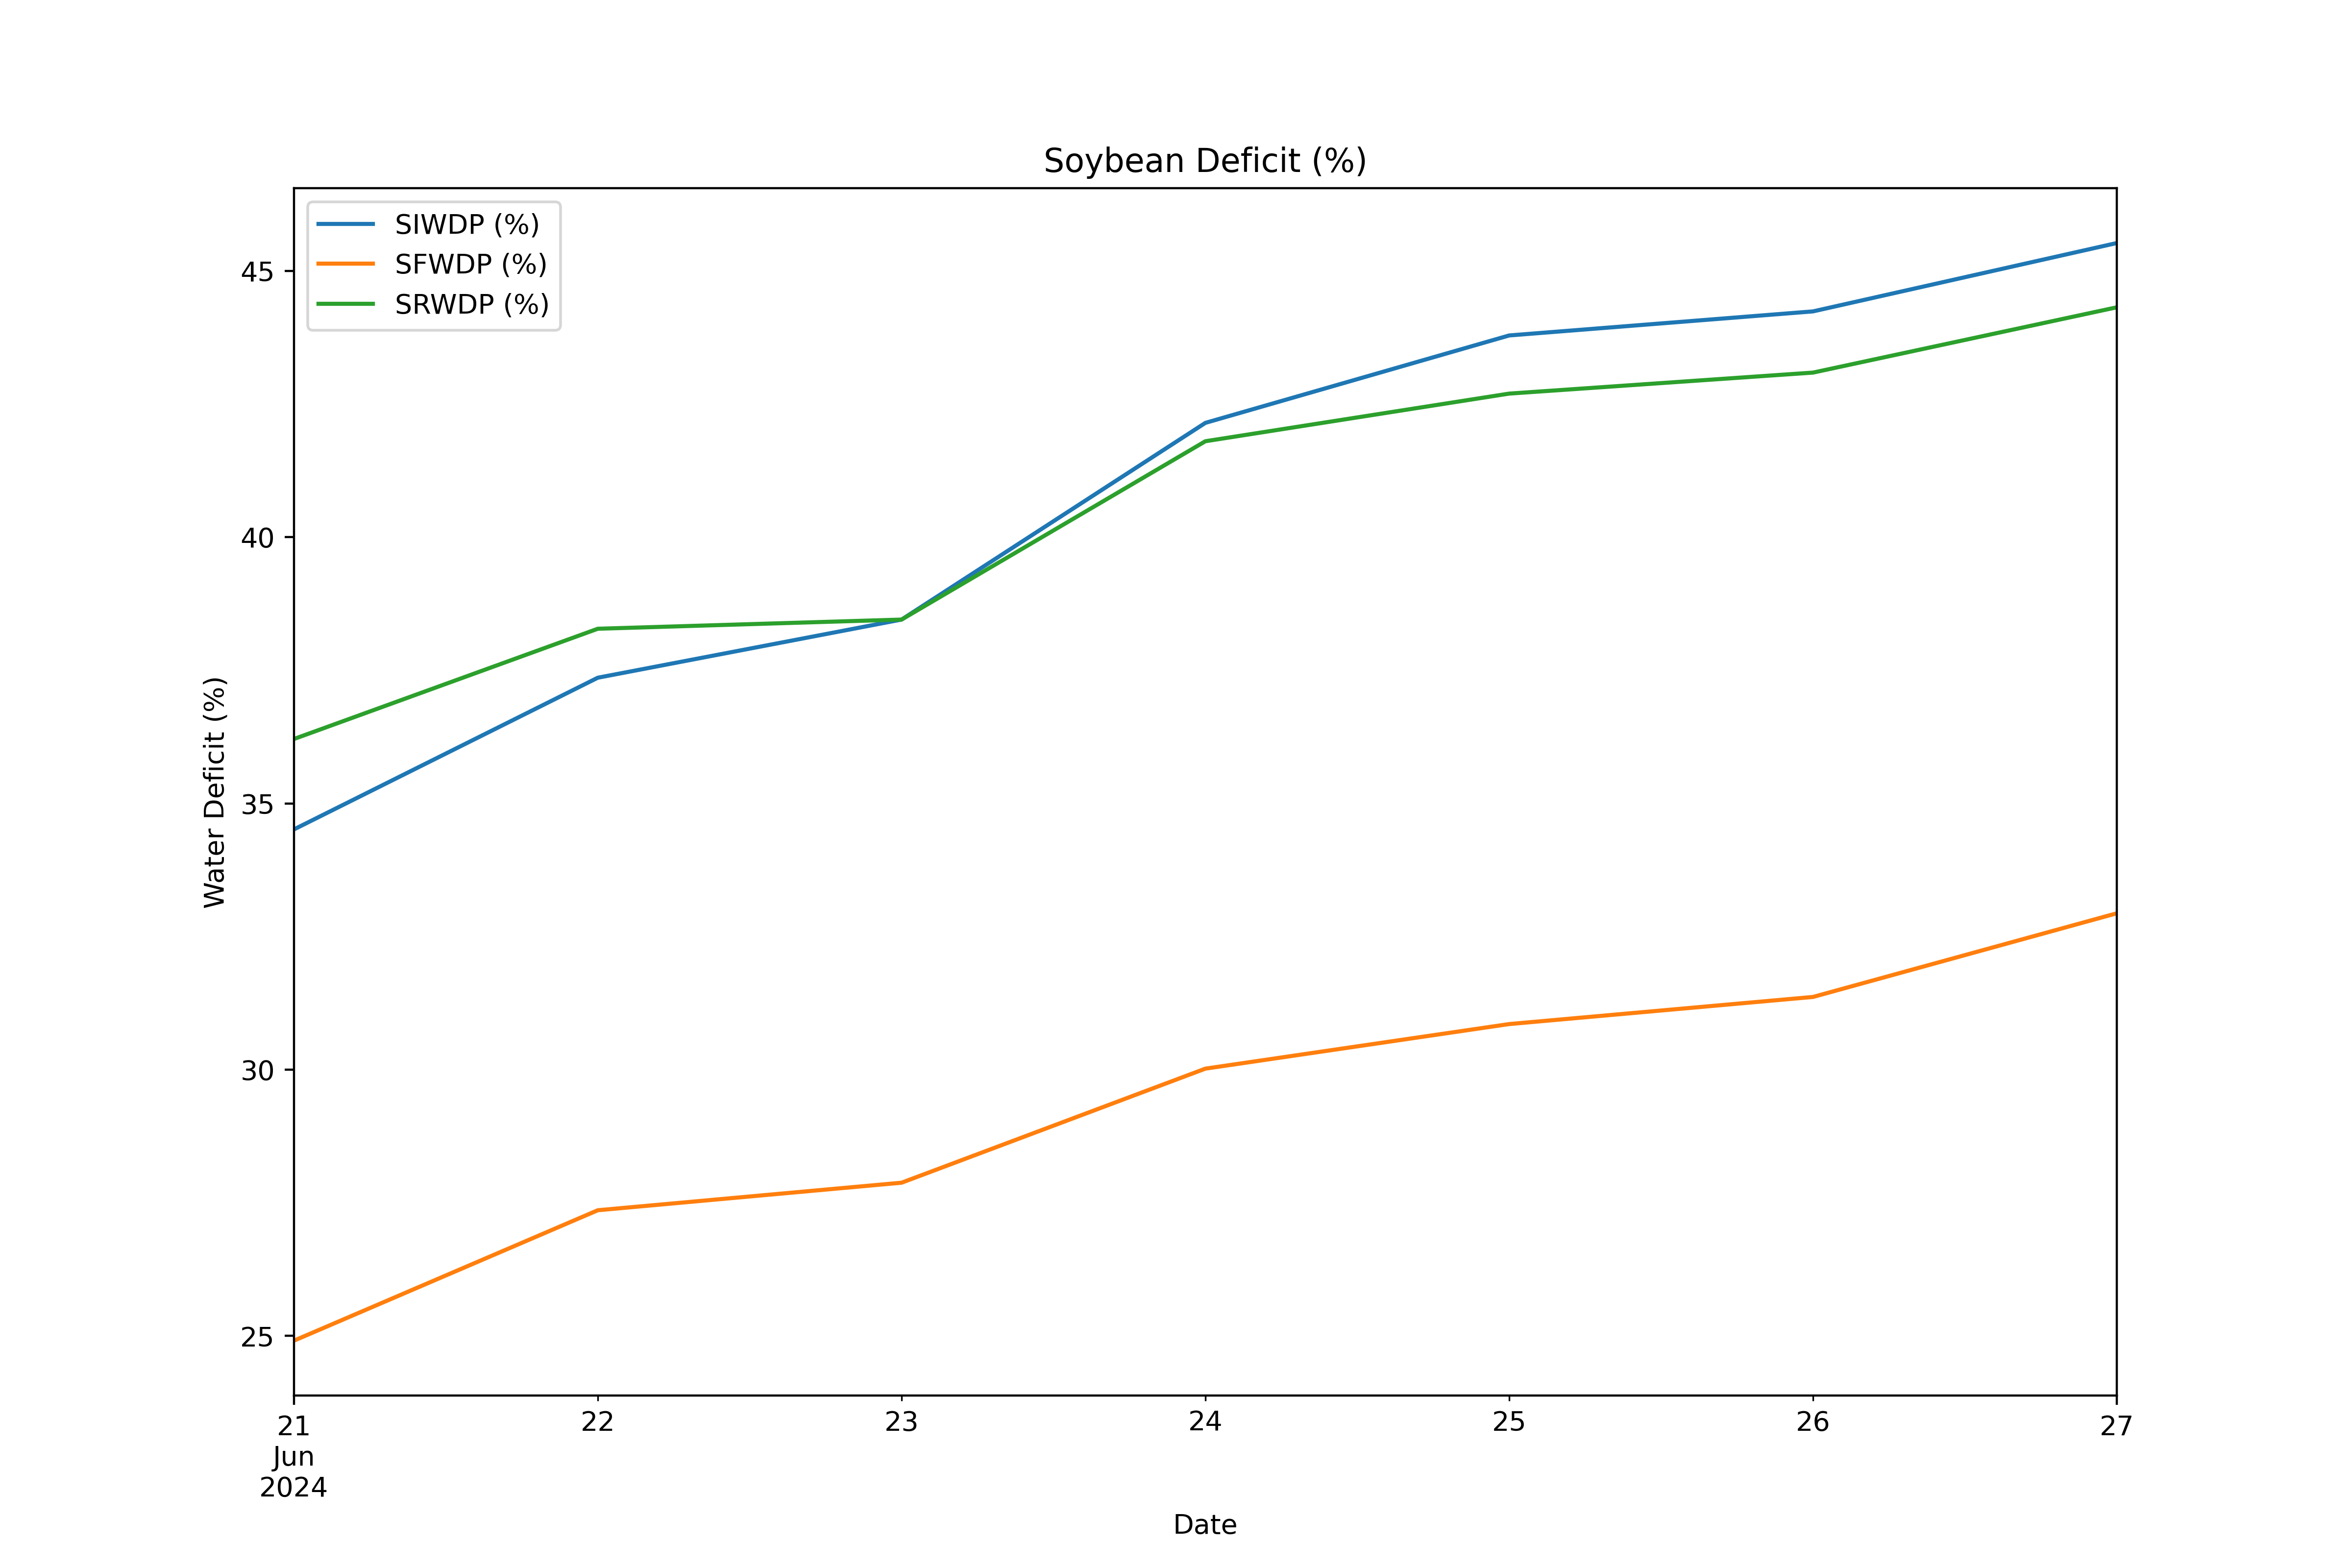 Soybean Deficit (%)
SIWDP (%)
SFWDP (%)
SRWDP (%)
45
40
35
30
25
Water Deficit (%)
21
Jun
2024
22
23
24
25
26
27
Date